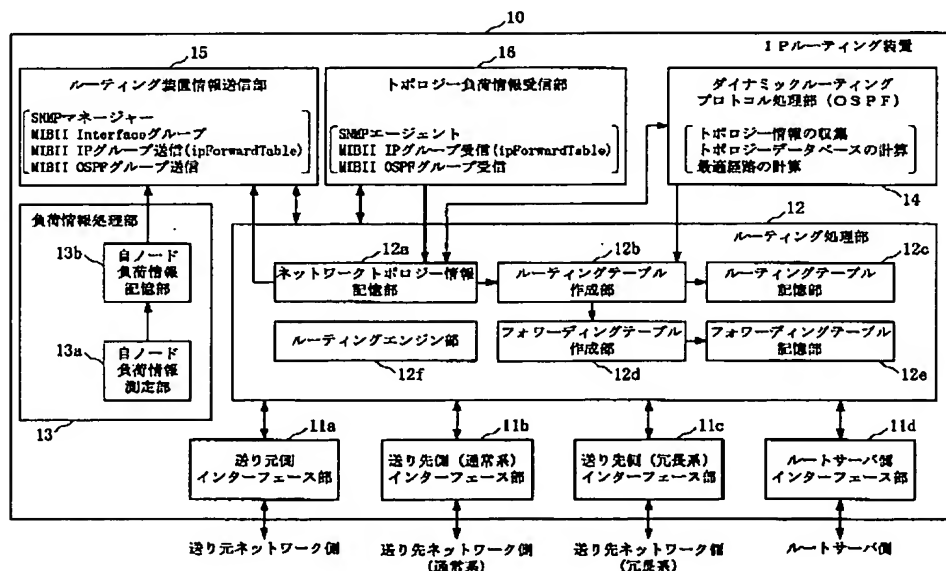 10
IPルーティング装置
15
ルーティング装置情報送信部
SNMPマネージャー
MIBII Interfaceグループ
MIBII IPグループ送信(ipForwardTable)
MIBII OSPFグループ送信
16
トポロジー負荷情報受信部
SNMPエージェント
MIBII IPグループ受信(ipForwardTable)
MIBII OSPFグループ受信
ダイナミックルーティング
プロトコル処理部(OSPF)
トポロジー情報の収集
トポロジーデータベースの計算
最適経路の計算
14
負荷情報処理部
13b
自ノード
負荷情報
記憶部
13a
自ノード
負荷情報
測定部
13
12
ルーティング処理部
12a
ネットワークトポロジー情報
記憶部
12b
ルーティングテーブル
作成部
12c
ルーティングテーブル
記憶部
ルーティングエンジン部
12f
フォワーディングテーブル
作成部
12d
フォワーディングテーブル
記憶部
12e
11a
送り元側
インターフェース部
11b
送り先側(通常系)
インターフェース部
11c
送り先側(冗長系)
インターフェース部
11d
ルートサーバ側
インターフェース部
送り元ネットワーク側
送り先ネットワーク側
(通常系)
送り先ネットワーク側
(冗長系)
ルートサーバ側